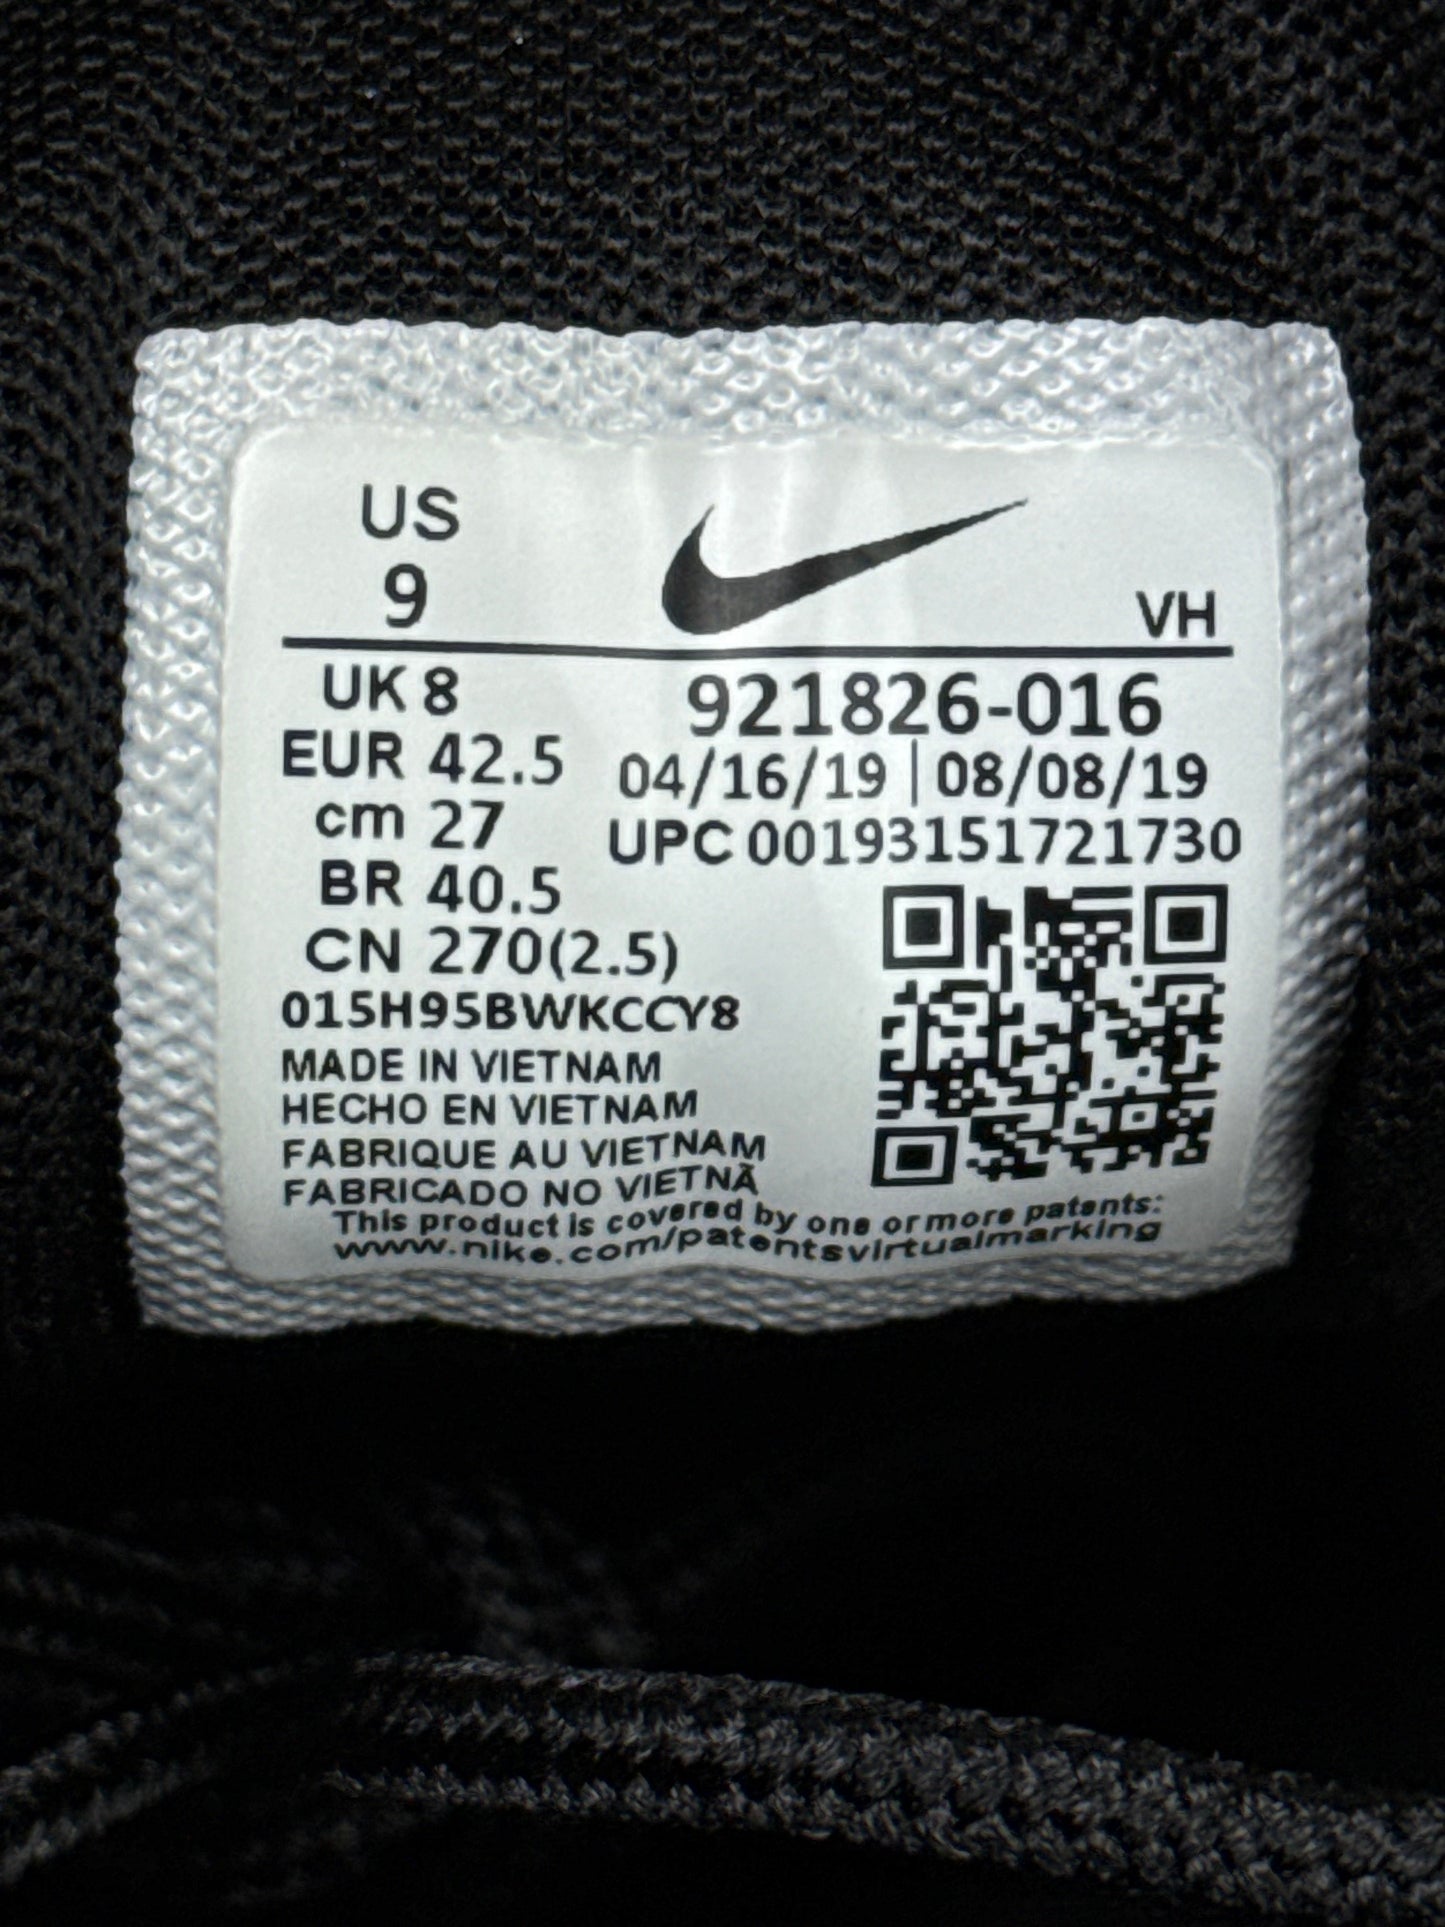 US
9
VH
UK 8
EUR 42.5
cm 27
BR 40.5
CN 270(2.5)
921826-016
04/16/19 | 08/08/19
UPC 00193151721730
015H95BWKCCY8
MADE IN VIETNAM
HECHO EN VIETNAM
FABRIQUE AU VIETNAM
FABRICADO NO VIETNÃ
This product is covered by one or more patents:
www.nike.com/patentsvirtualmarking